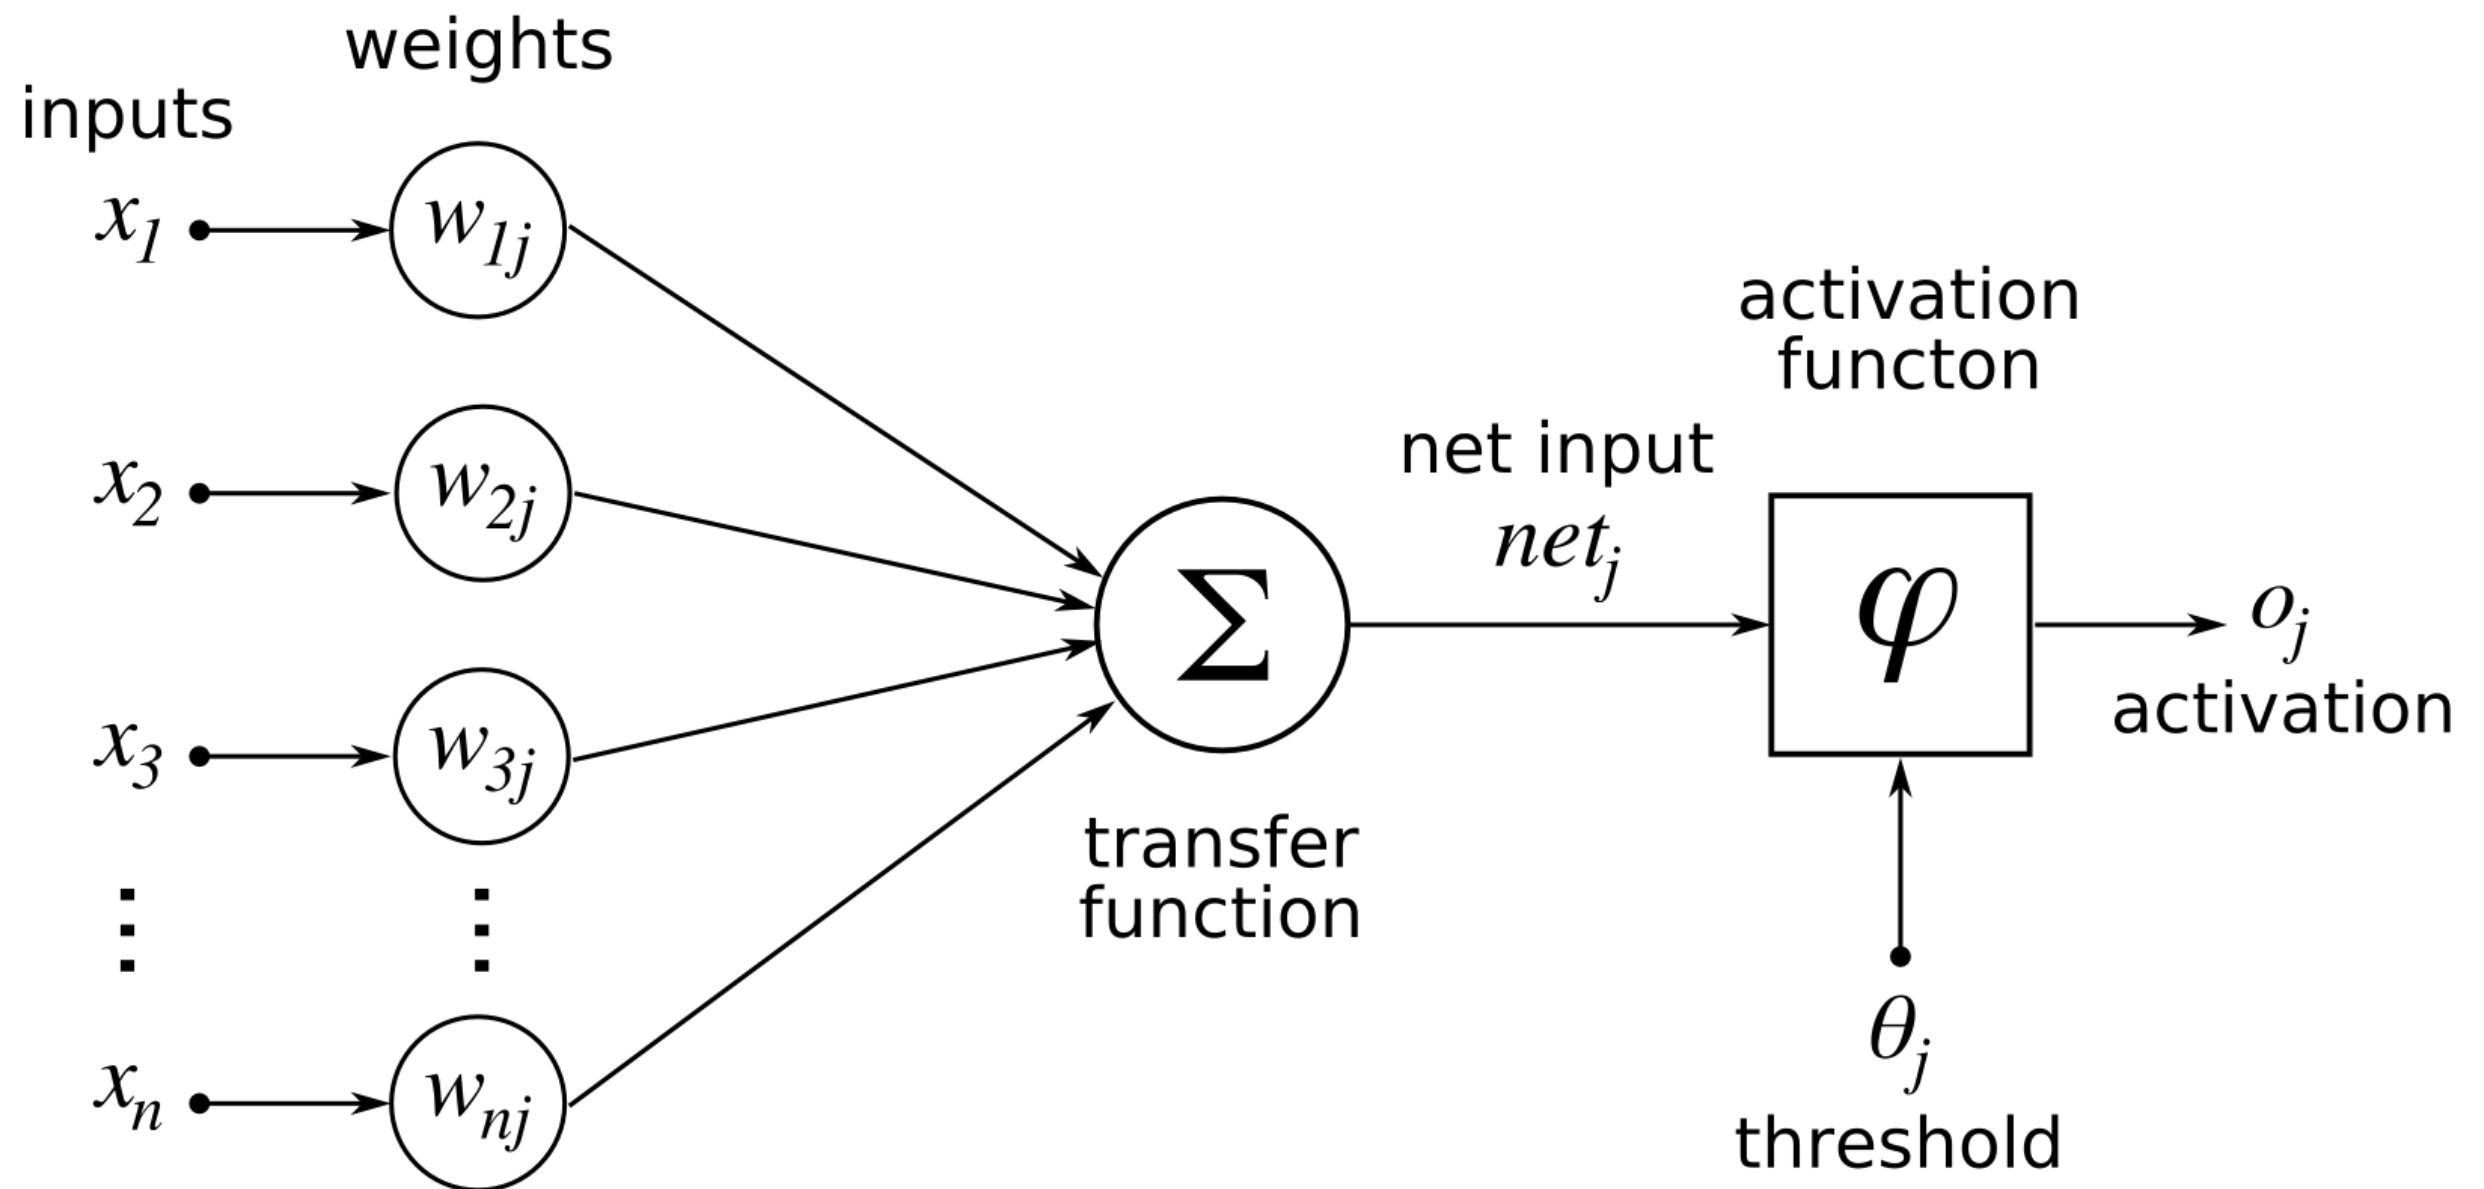 weights
inputs
x1
w1j
x2
w2j
x3
w3j
⋮
⋮
xn
wnj
Σ
transfer
function
net input
netj
activation
functon
φ
oj
activation
θj
threshold